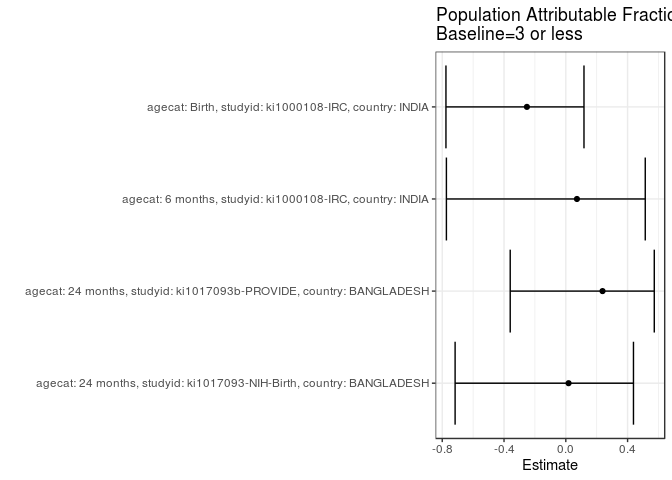 Population Attributable Fractio
Baseline=3 or less
agecat: Birth, studyid: ki1000108-IRC, country: INDIA
agecat: 6 months, studyid: ki1000108-IRC, country: INDIA
agecat: 24 months, studyid: ki1017093b-PROVIDE, country: BANGLADESH
agecat: 24 months, studyid: ki1017093-NIH-Birth, country: BANGLADESH
-0.8 -0.4 0.0 0.4
Estimate